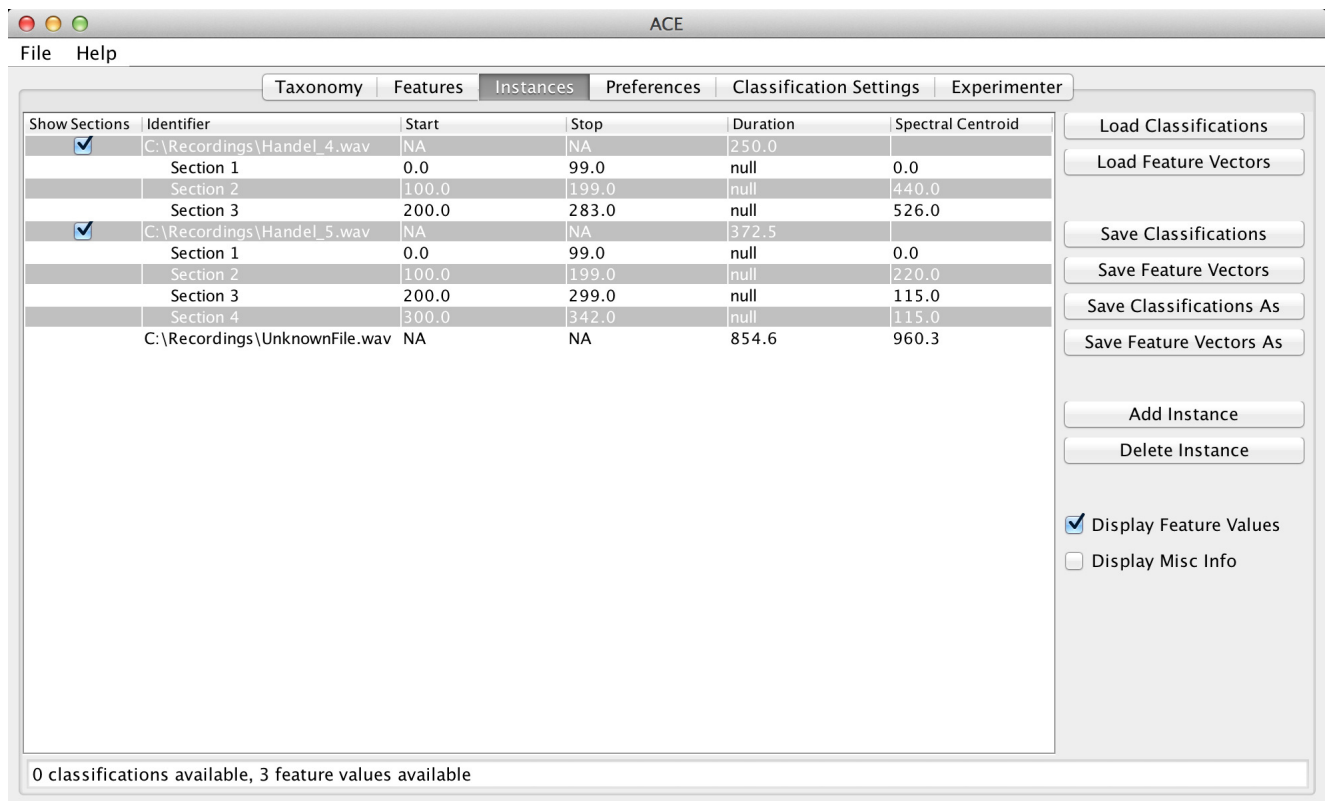 ACE
File Help
Taxonomy Features Instances Preferences Classification Settings Experimenter
Show Sections Identifier Start Stop Duration Spectral Centroid
C:\Recordings\Handel_4.wav NA NA 250.0
Section 1 0.0 99.0 null 0.0
Section 2 100.0 199.0 null 440.0
Section 3 200.0 283.0 null 526.0
C:\Recordings\Handel_5.wav NA NA 372.5
Section 1 0.0 99.0 null 0.0
Section 2 100.0 199.0 null 220.0
Section 3 200.0 299.0 null 115.0
Section 4 300.0 342.0 null 115.0
C:\Recordings\UnknownFile.wav NA NA 854.6 960.3
Load Classifications
Load Feature Vectors
Save Classifications
Save Feature Vectors
Save Classifications As
Save Feature Vectors As
Add Instance
Delete Instance
Display Feature Values
Display Misc Info
0 classifications available, 3 feature values available